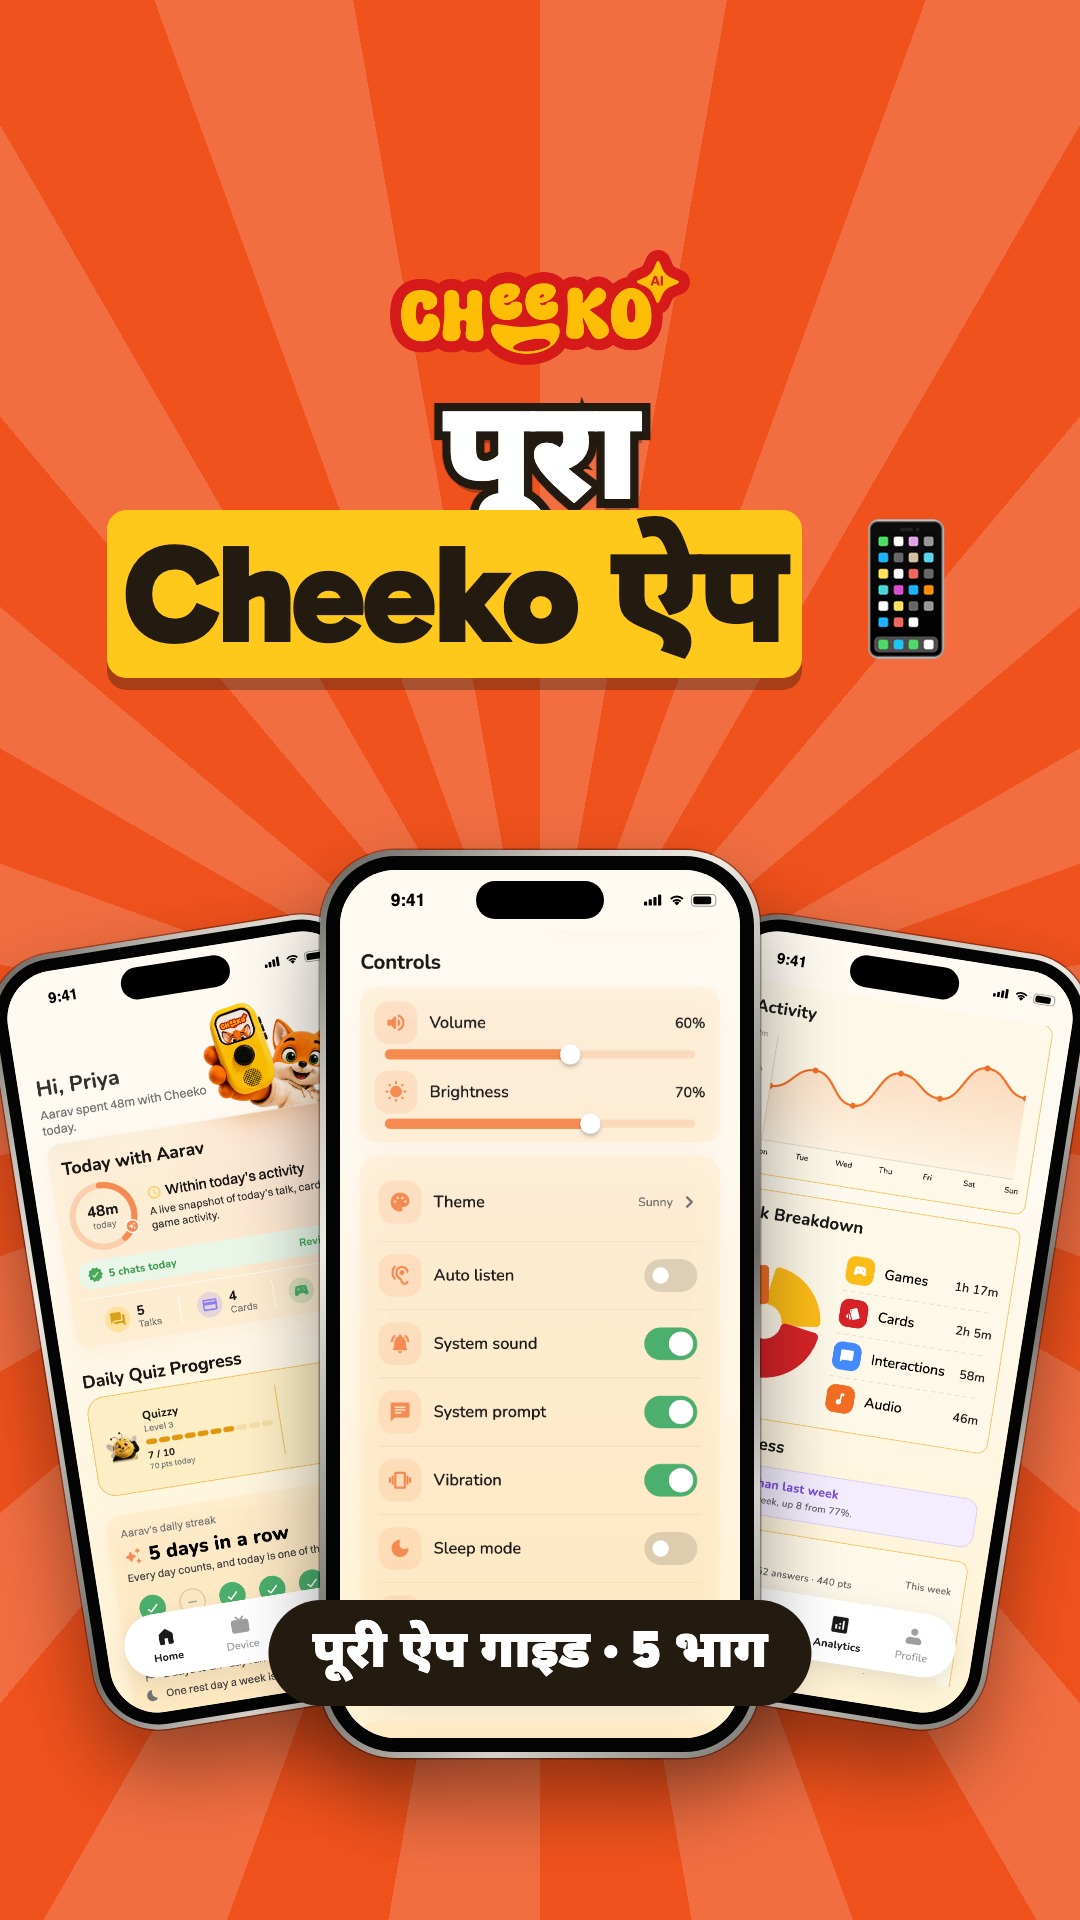 CHEEKO AI
पूरा
Cheeko ऐप
9:41
Hi, Priya
Aarav spent 48m with Cheeko
today.
Today with Aarav
48m
today
Within today's activity
A live snapshot of today's talk, card
game activity.
5 chats today
5
Talks
4
Cards
Daily Quiz Progress
Quizzy
Level 3
7 / 10
70 pts today
Aarav's daily streak
5 days in a row
Every day counts, and today is one of th
One rest day a week is
Home
Device
9:41
Controls
Volume
60%
Brightness
70%
Theme
Sunny
Auto listen
System sound
System prompt
Vibration
Sleep mode
9:41
Activity
Tue
Wed
Thu
Fri
Sat
Sun
k Breakdown
Games
1h 17m
Cards
2h 5m
Interactions
58m
Audio
46m
ess
han last week
eek, up 8 from 77%.
52 answers · 440 pts
This week
Analytics
Profile
पूरी ऐप गाइड • 5 भाग